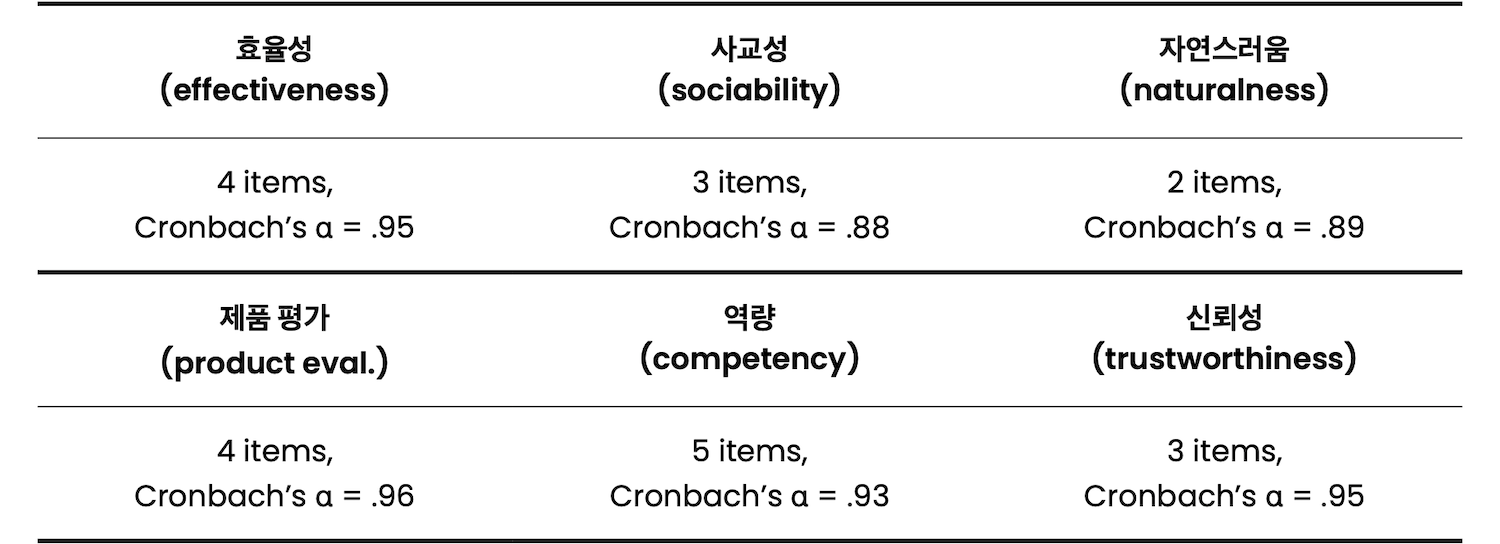 효율성 사교성 자연스러움
(effectiveness) (sociability) (naturalness)
4 items, 3 items, 2 items,
Cronbach’s α = .95 Cronbach’s α = .88 Cronbach’s α = .89
제품 평가 역량 신뢰성
(product eval.) (competency) (trustworthiness)
4 items, 5 items, 3 items,
Cronbach’s α = .96 Cronbach’s α = .93 Cronbach’s α = .95